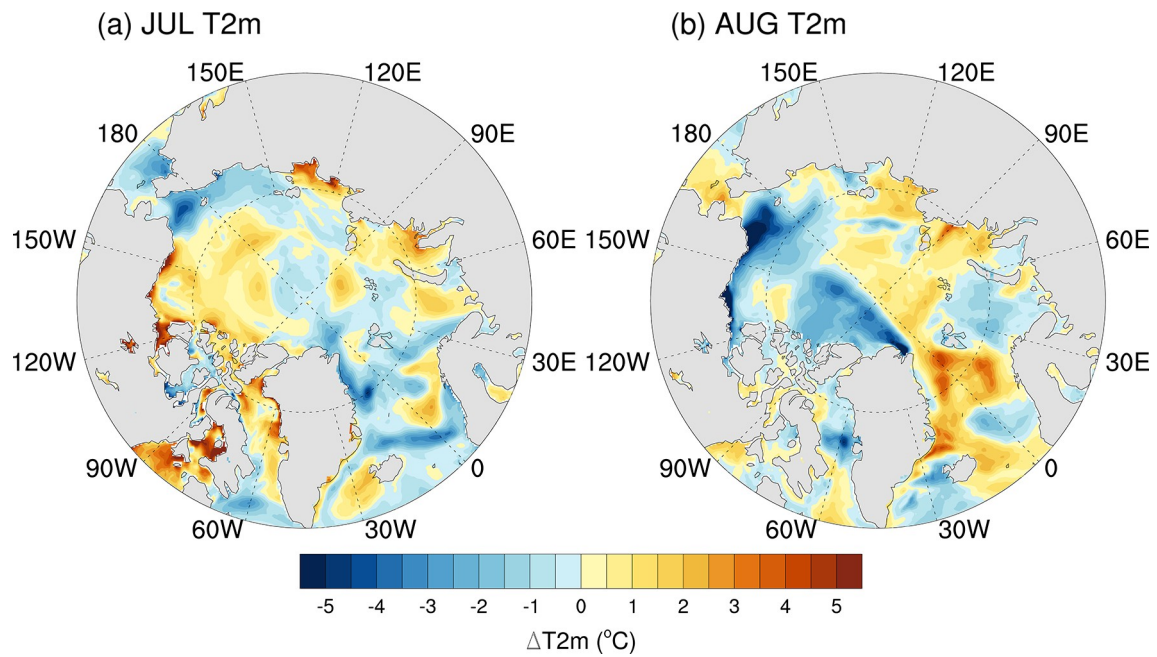 (a) JUL T2m
(b) AUG T2m
150E 120E 150E 120E
180 90E 180 90E
150W 60E 150W 60E
120W 30E 120W 30E
90W 0 90W 0
60W 30W 60W 30W
-5 -4 -3 -2 -1 0 1 2 3 4 5
ΔT2m (°C)